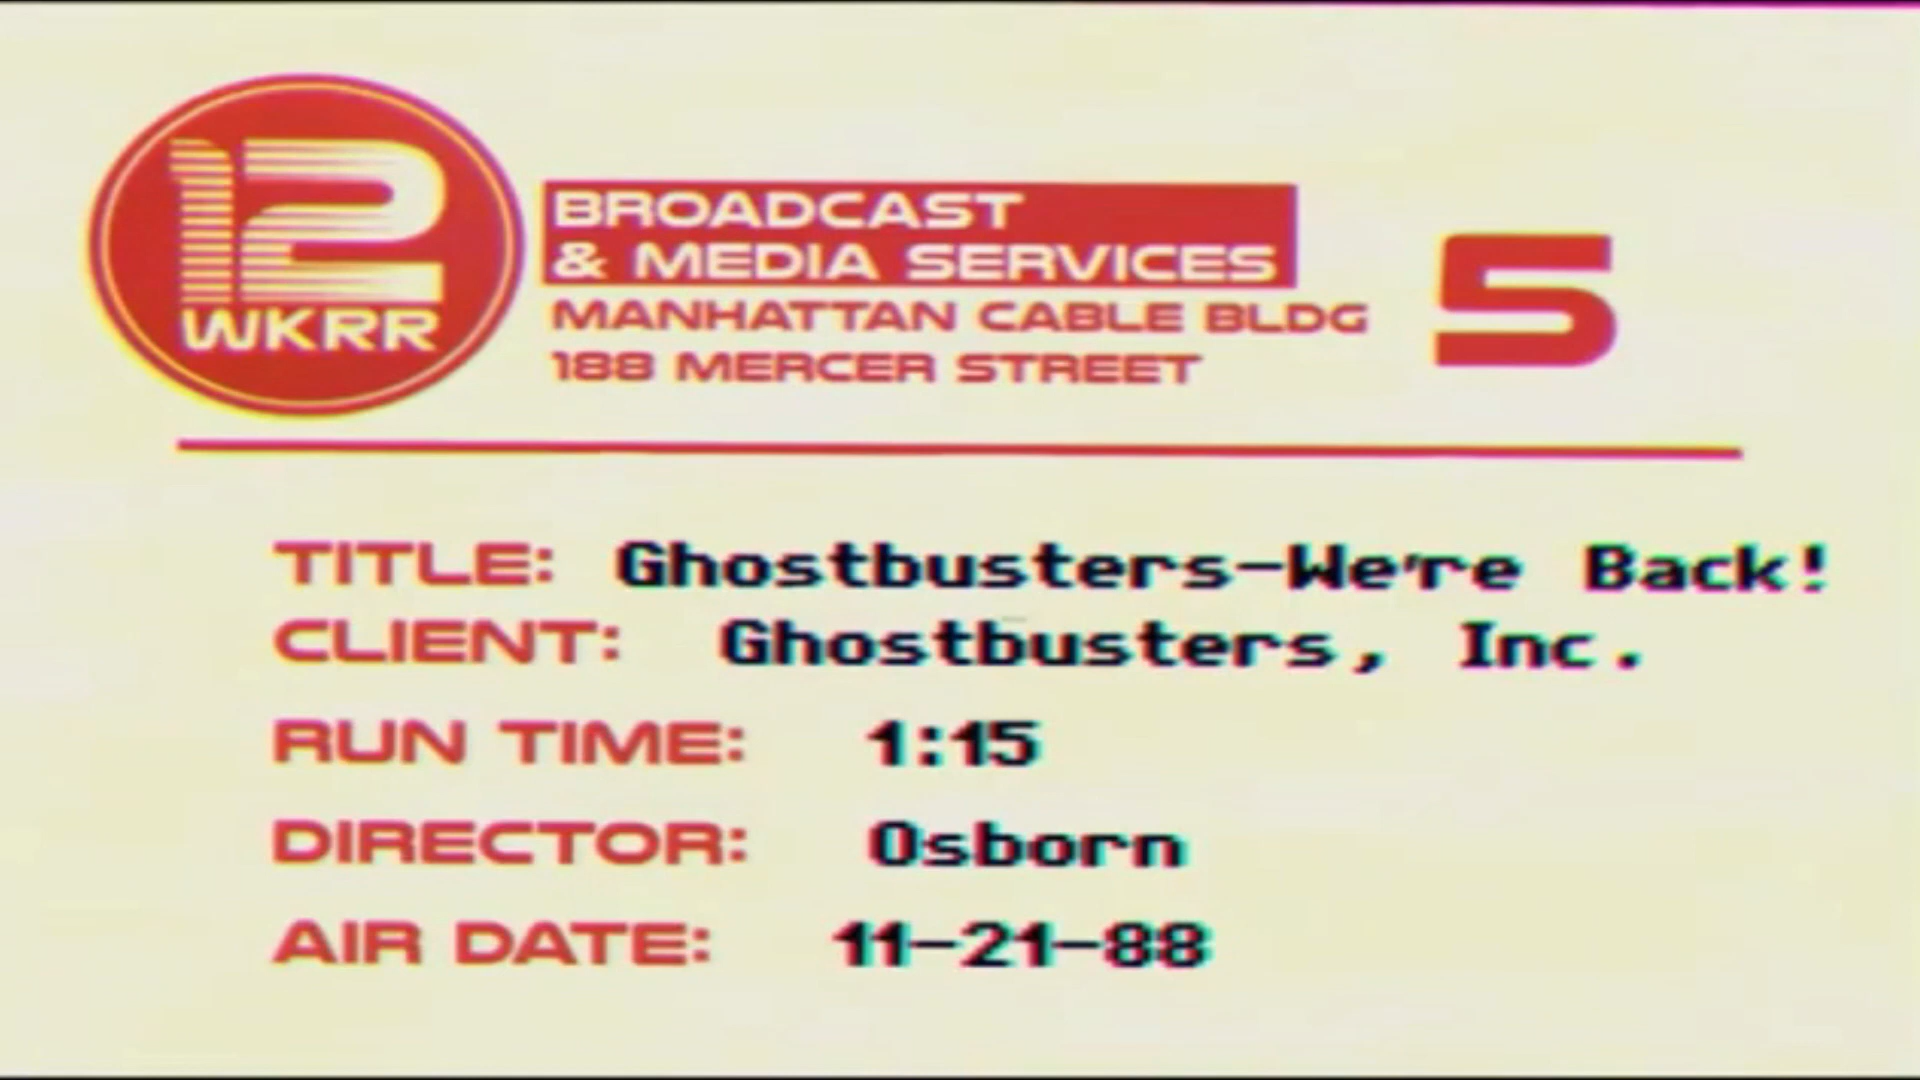 12
WKRR
BROADCAST
& MEDIA SERVICES
MANHATTAN CABLE BLDG
188 MERCER STREET
5
TITLE: Ghostbusters-We're Back!
CLIENT: Ghostbusters, Inc.
RUN TIME: 1:15
DIRECTOR: Osborn
AIR DATE: 11-21-88